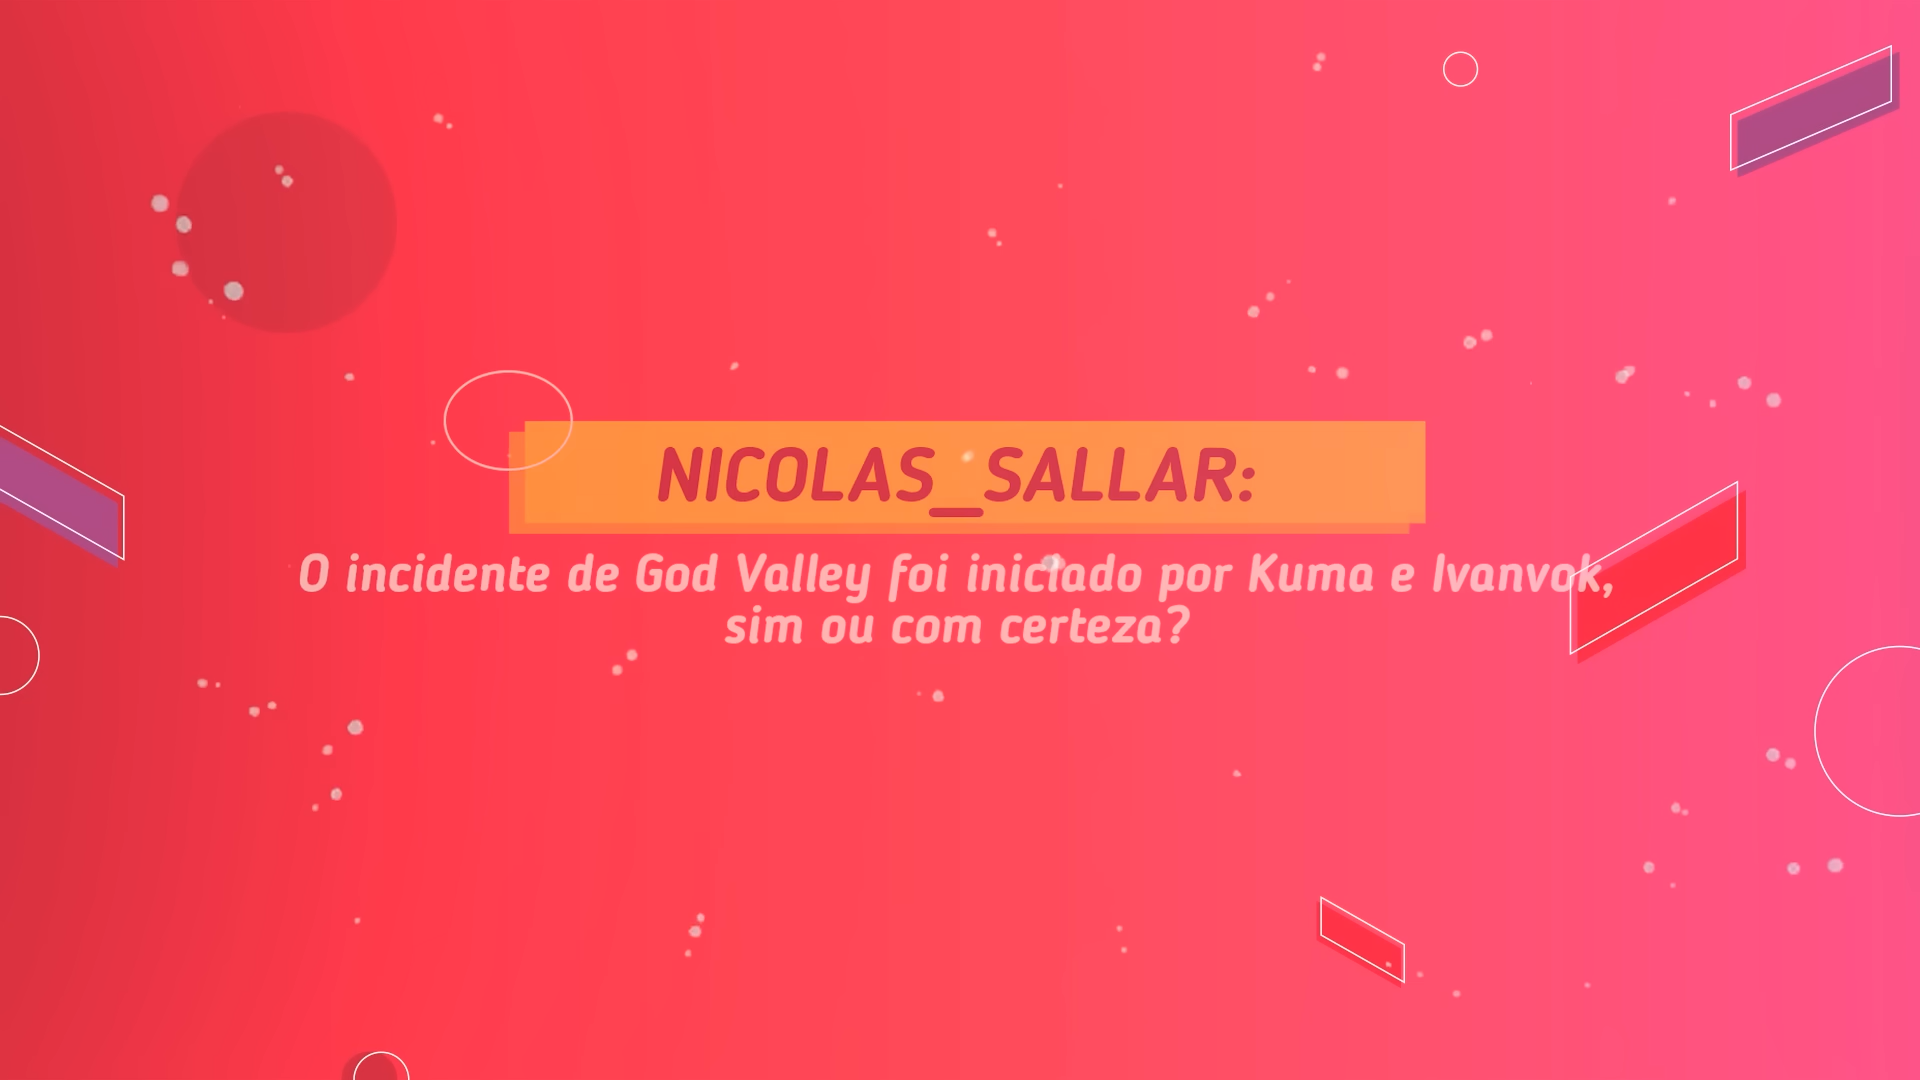 NICOLAS_SALLAR:
O incidente de God Valley foi iniciado por Kuma e Ivanvok,
sim ou com certeza?